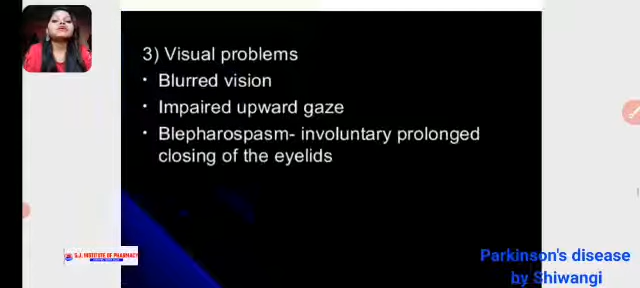 3) Visual problems
• Blurred vision
• Impaired upward gaze
• Blepharospasm- involuntary prolonged
closing of the eyelids
S.J. INSTITUTE OF PHARMACY
Parkinson's disease
by Shiwangi